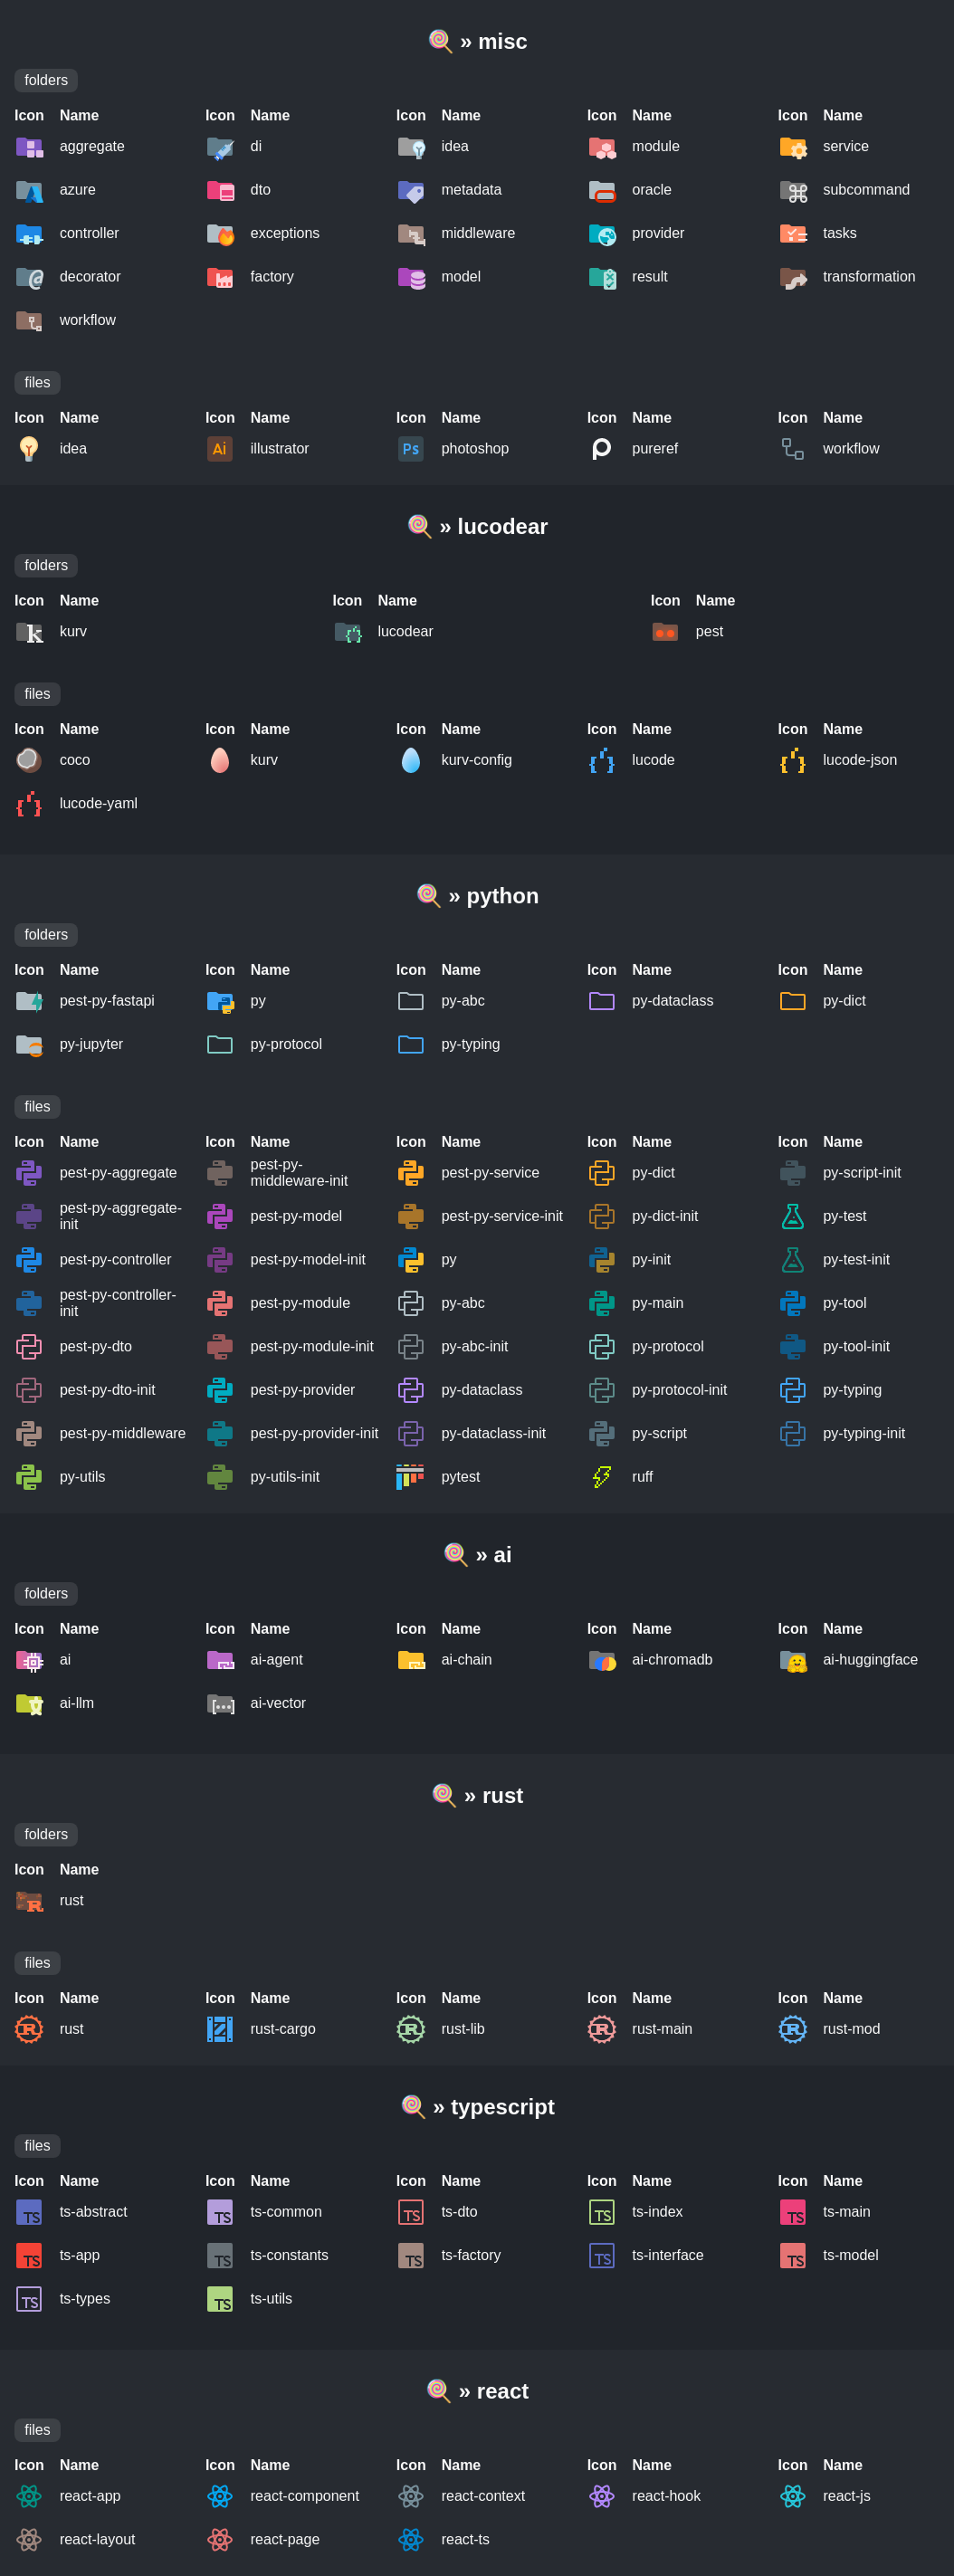 » misc
folders
Icon Name Icon Name Icon Name Icon Name Icon Name
aggregate di idea module service
azure dto metadata oracle subcommand
controller exceptions middleware provider tasks
decorator factory model result transformation
workflow
files
Icon Name Icon Name Icon Name Icon Name Icon Name
idea Ai illustrator Ps photoshop pureref workflow
» lucodear
folders
Icon Name Icon Name Icon Name
k kurv lucodear pest
files
Icon Name Icon Name Icon Name Icon Name Icon Name
coco kurv kurv-config lucode lucode-json
lucode-yaml
» python
folders
Icon Name Icon Name Icon Name Icon Name Icon Name
pest-py-fastapi py py-abc py-dataclass py-dict
py-jupyter py-protocol py-typing
files
Icon Name Icon Name Icon Name Icon Name Icon Name
pest-py-aggregate pest-py-middleware-init pest-py-service py-dict py-script-init
pest-py-aggregate-init pest-py-model pest-py-service-init py-dict-init py-test
pest-py-controller pest-py-model-init py py-init py-test-init
pest-py-controller-init pest-py-module py-abc py-main py-tool
pest-py-dto pest-py-module-init py-abc-init py-protocol py-tool-init
pest-py-dto-init pest-py-provider py-dataclass py-protocol-init py-typing
pest-py-middleware pest-py-provider-init py-dataclass-init py-script py-typing-init
py-utils py-utils-init pytest ruff
» ai
folders
Icon Name Icon Name Icon Name Icon Name Icon Name
ai ai-agent ai-chain ai-chromadb ai-huggingface
ai-llm ai-vector
» rust
folders
Icon Name
R rust
files
Icon Name Icon Name Icon Name Icon Name Icon Name
R rust rust-cargo R rust-lib R rust-main R rust-mod
» typescript
files
Icon Name Icon Name Icon Name Icon Name Icon Name
TS ts-abstract TS ts-common TS ts-dto TS ts-index TS ts-main
TS ts-app TS ts-constants TS ts-factory TS ts-interface TS ts-model
TS ts-types TS ts-utils
» react
files
Icon Name Icon Name Icon Name Icon Name Icon Name
react-app react-component react-context react-hook react-js
react-layout react-page react-ts